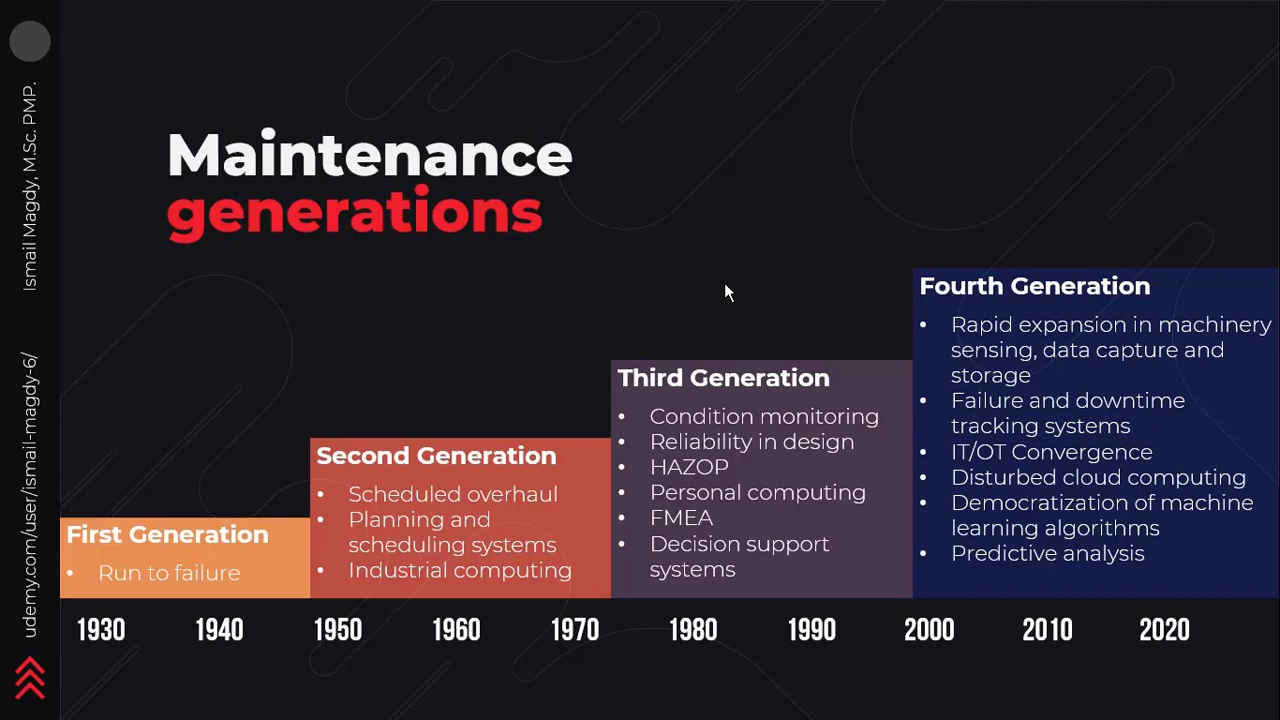 Ismail Magdy, M.Sc. PMP.
udemy.com/user/ismail-magdy-6/
Maintenance
generations
First Generation
• Run to failure
Second Generation
• Scheduled overhaul
• Planning and
scheduling systems
• Industrial computing
Third Generation
• Condition monitoring
• Reliability in design
• HAZOP
• Personal computing
• FMEA
• Decision support
systems
Fourth Generation
• Rapid expansion in machinery
sensing, data capture and
storage
• Failure and downtime
tracking systems
• IT/OT Convergence
• Disturbed cloud computing
• Democratization of machine
learning algorithms
• Predictive analysis
1930 1940 1950 1960 1970 1980 1990 2000 2010 2020